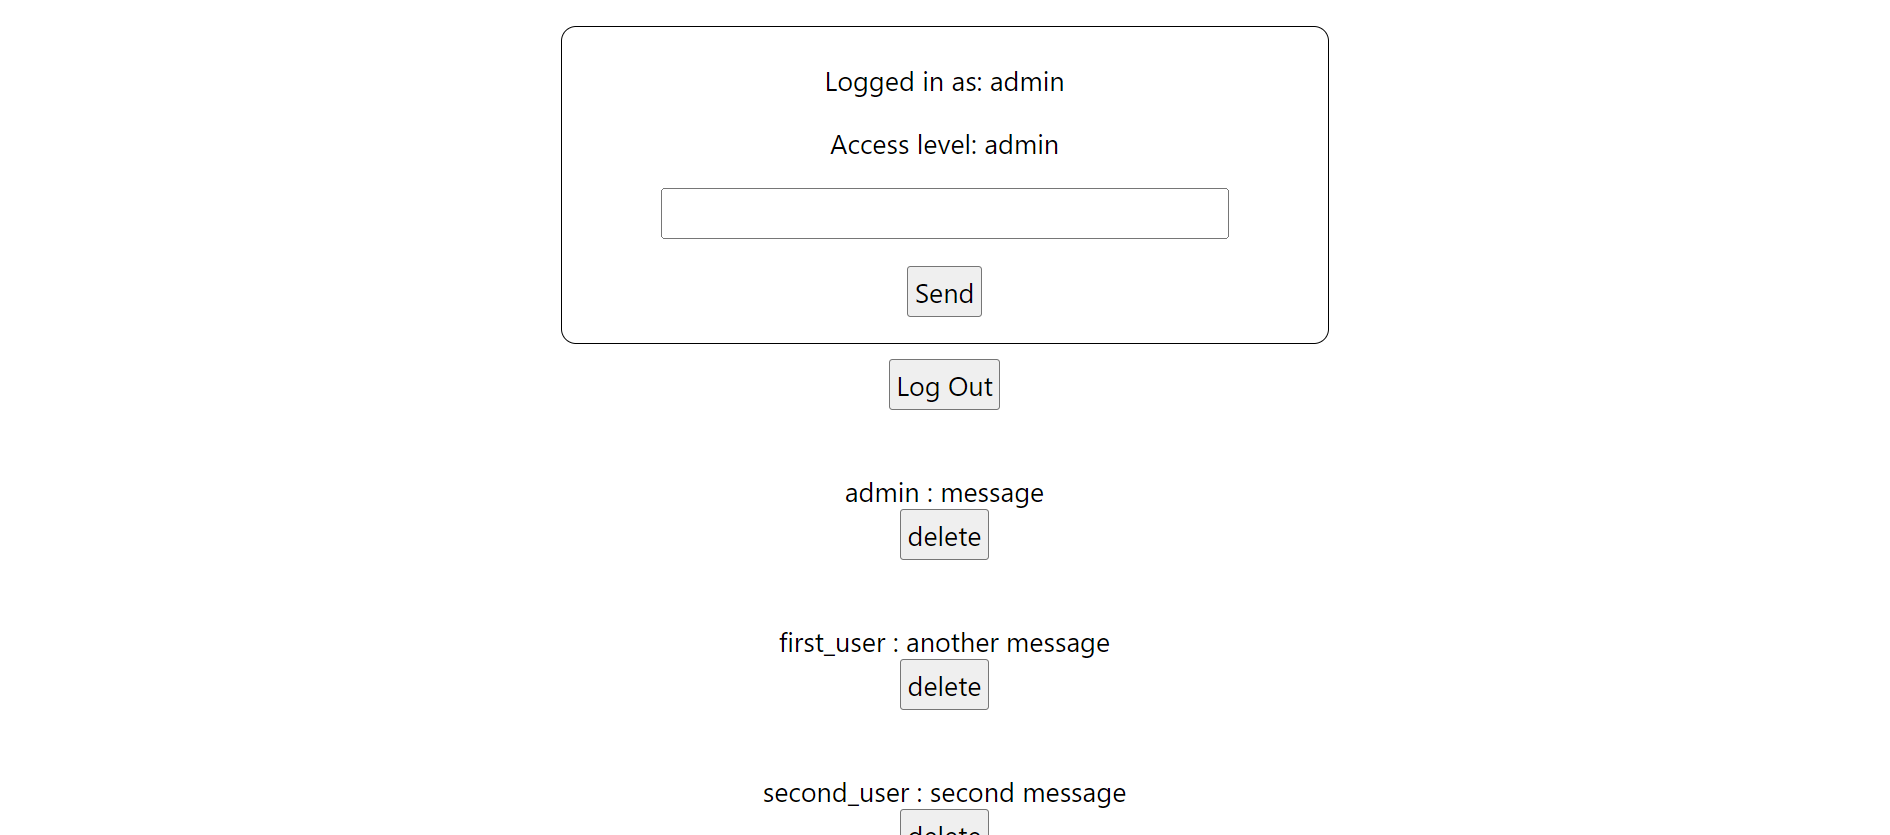 Logged in as: admin
Access level: admin
Send
Log Out
admin : message
delete
first_user : another message
delete
second_user : second message
delete